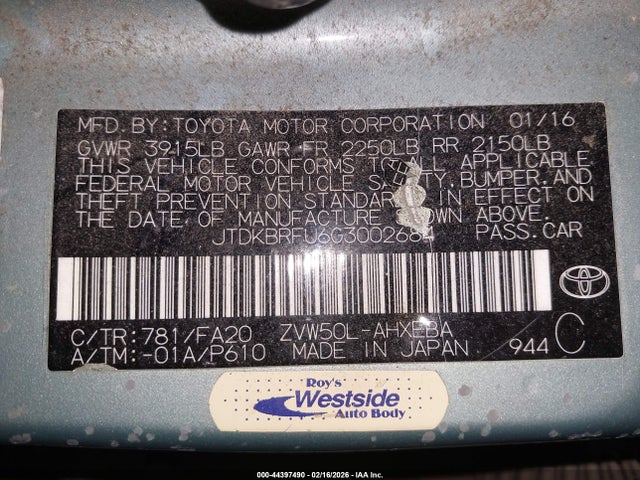 MFD. BY: TOYOTA MOTOR CORPORATION 01/16
GVWR 3915LB GAWR FR 2250LB RR 2150LB
THIS VEHICLE CONFORMS TO ALL APPLICABLE
FEDERAL MOTOR VEHICLE SAFETY, BUMPER, AND
THEFT PREVENTION STANDARDS IN EFFECT ON
THE DATE OF MANUFACTURE SHOWN ABOVE.
PASS. CAR
C/TR: 781/FA20 ZVW50L-AHXEBA
A/TM: -01A/P610 MADE IN JAPAN 944 C
Roy's
Westside
Auto Body
000-44397490 - 02/16/2026 - IAA Inc.